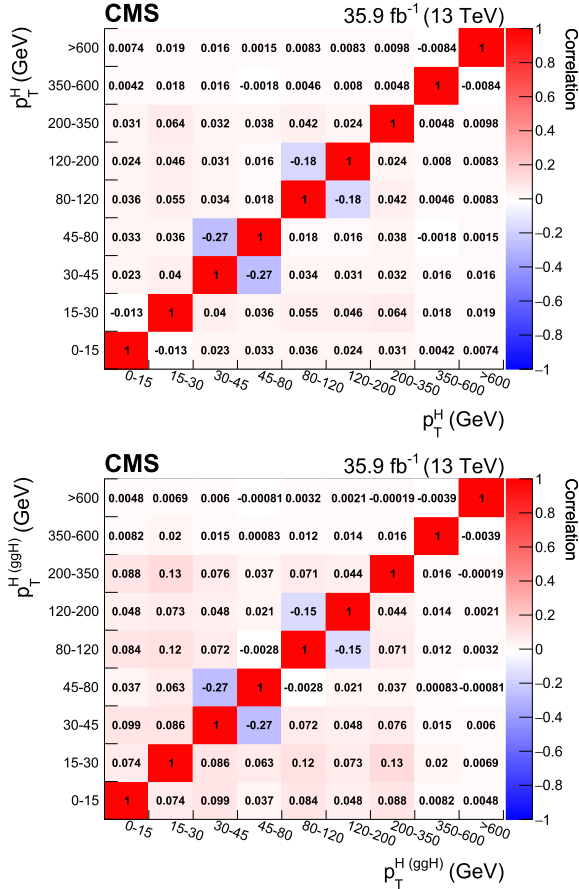 CMS 35.9 fb⁻¹ (13 TeV)
p_T^H (GeV)
Correlation
>600 0.0074 0.019 0.016 0.0015 0.0083 0.0083 0.0098 -0.0084 1
350-600 0.0042 0.018 0.016 -0.0018 0.0046 0.008 0.0048 1 -0.0084
200-350 0.031 0.064 0.032 0.038 0.042 0.024 1 0.0048 0.0098
120-200 0.024 0.046 0.031 0.016 -0.18 1 0.024 0.008 0.0083
80-120 0.036 0.055 0.034 0.018 1 -0.18 0.042 0.0046 0.0083
45-80 0.033 0.036 -0.27 1 0.018 0.016 0.038 -0.0018 0.0015
30-45 0.023 0.04 1 -0.27 0.034 0.031 0.032 0.016 0.016
15-30 -0.013 1 0.04 0.036 0.055 0.046 0.064 0.018 0.019
0-15 1 -0.013 0.023 0.033 0.036 0.024 0.031 0.0042 0.0074
0-15 15-30 30-45 45-80 80-120 120-200 200-350 350-600 >600
p_T^H (GeV)
1
0.8
0.6
0.4
0.2
0
−0.2
−0.4
−0.6
−0.8
−1
CMS 35.9 fb⁻¹ (13 TeV)
p_T^H (ggH) (GeV)
Correlation
>600 0.0048 0.0069 0.006 -0.00081 0.0032 0.0021 -0.00019 -0.0039 1
350-600 0.0082 0.02 0.015 0.00083 0.012 0.014 0.016 1 -0.0039
200-350 0.088 0.13 0.076 0.037 0.071 0.044 1 0.016 -0.00019
120-200 0.048 0.073 0.048 0.021 -0.15 1 0.044 0.014 0.0021
80-120 0.084 0.12 0.072 -0.0028 1 -0.15 0.071 0.012 0.0032
45-80 0.037 0.063 -0.27 1 -0.0028 0.021 0.037 0.00083 -0.00081
30-45 0.099 0.086 1 -0.27 0.072 0.048 0.076 0.015 0.006
15-30 0.074 1 0.086 0.063 0.12 0.073 0.13 0.02 0.0069
0-15 1 0.074 0.099 0.037 0.084 0.048 0.088 0.0082 0.0048
0-15 15-30 30-45 45-80 80-120 120-200 200-350 350-600 >600
p_T^H (ggH) (GeV)
1
0.8
0.6
0.4
0.2
0
−0.2
−0.4
−0.6
−0.8
−1